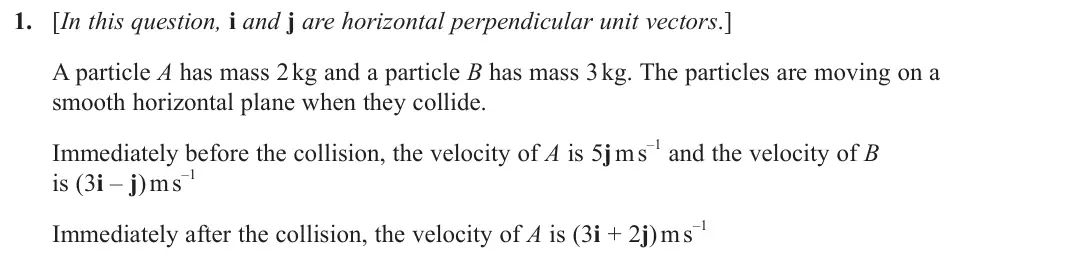 1. [In this question, i and j are horizontal perpendicular unit vectors.]
A particle A has mass 2 kg and a particle B has mass 3 kg. The particles are moving on a
smooth horizontal plane when they collide.
Immediately before the collision, the velocity of A is 5j m s⁻¹ and the velocity of B
is (3i – j) m s⁻¹
Immediately after the collision, the velocity of A is (3i + 2j) m s⁻¹